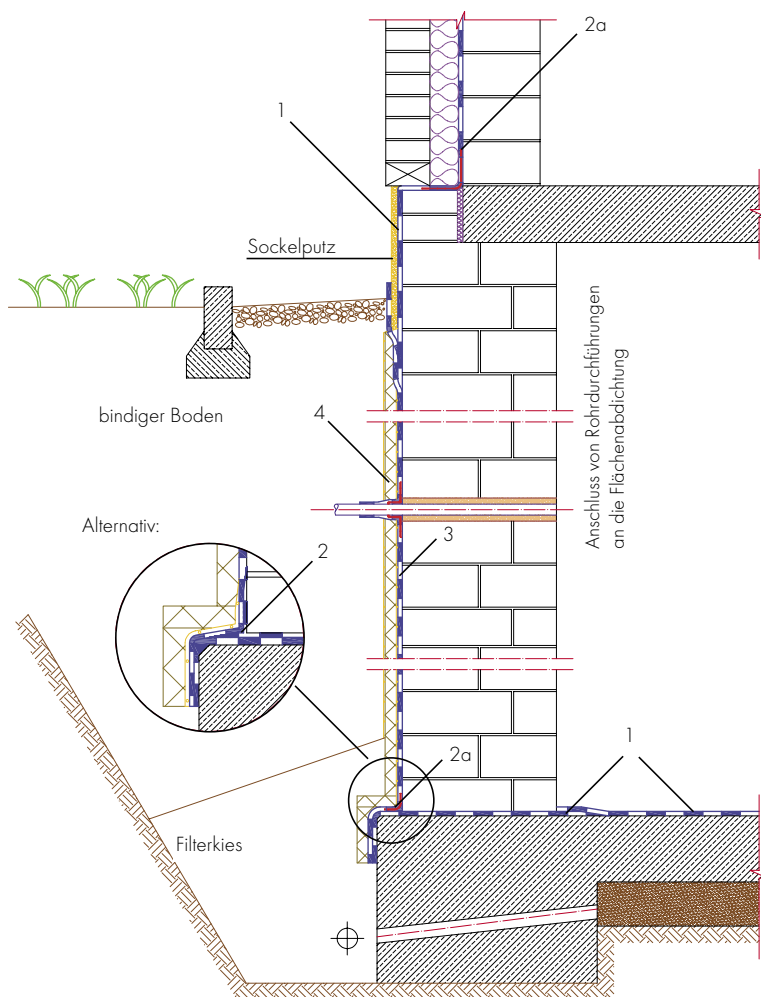 2a
1
Sockelputz
bindiger Boden
4
Anschluss von Rohrdurchführungen
an die Flächenabdichtung
Alternativ:
2
3
2a
1
Filterkies